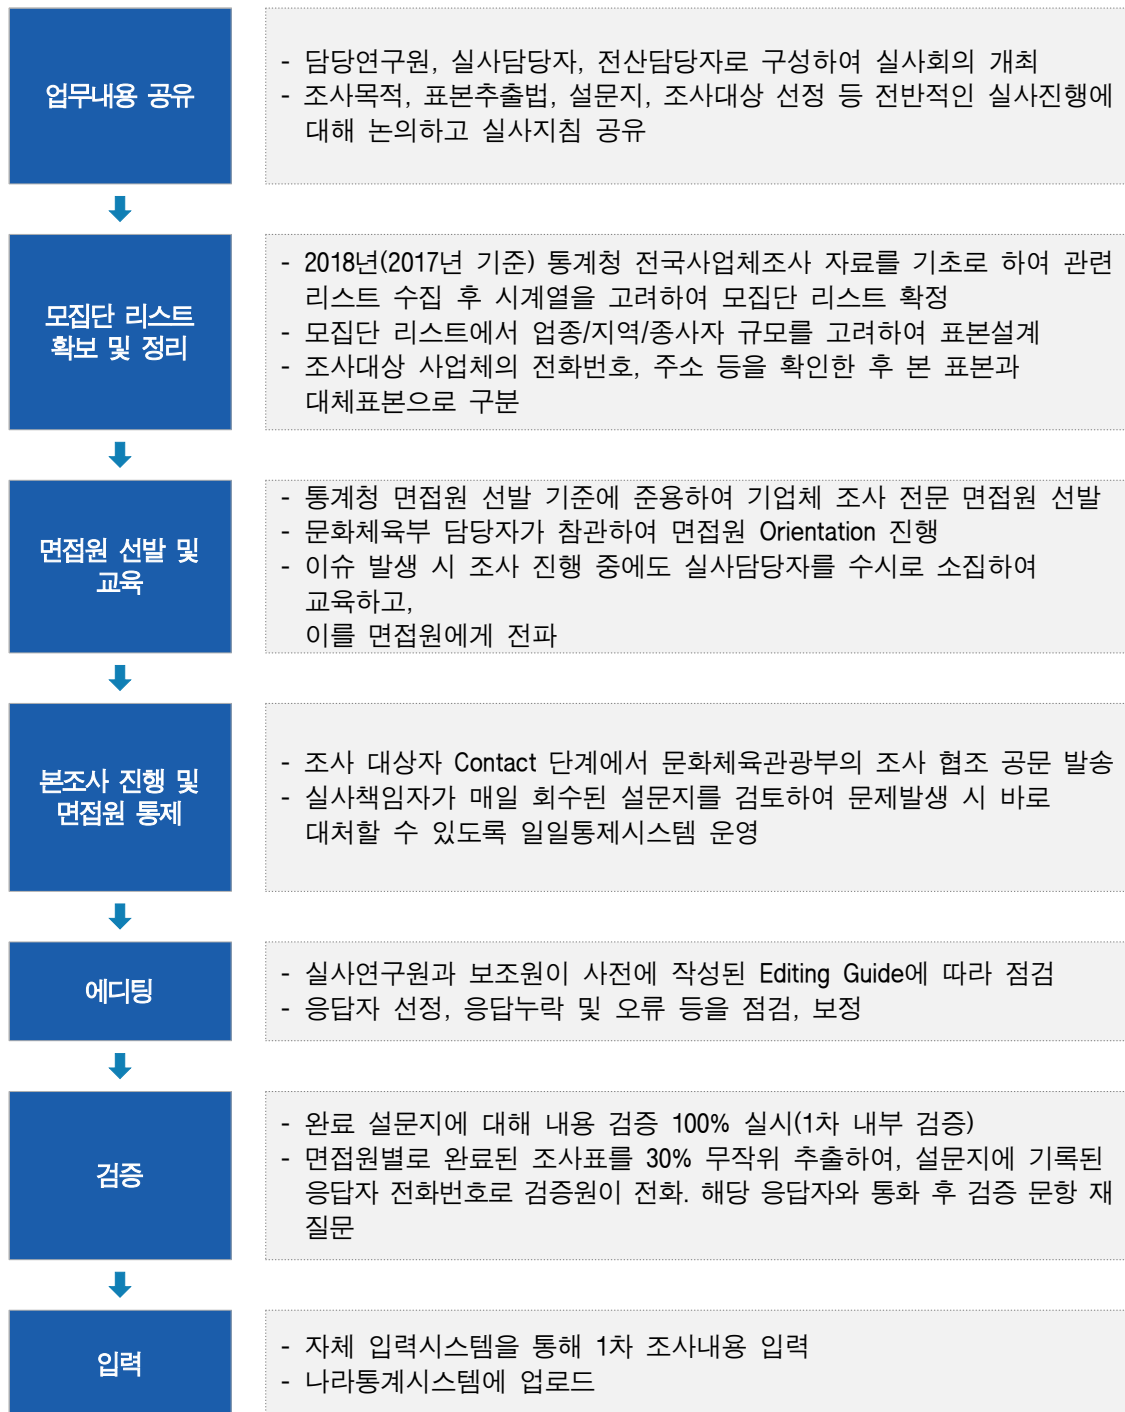 업무내용 공유
- 담당연구원, 실사담당자, 전산담당자로 구성하여 실사회의 개최
- 조사목적, 표본추출법, 설문지, 조사대상 선정 등 전반적인 실사진행에
대해 논의하고 실사지침 공유
모집단 리스트
확보 및 정리
- 2018년(2017년 기준) 통계청 전국사업체조사 자료를 기초로 하여 관련
리스트 수집 후 시계열을 고려하여 모집단 리스트 확정
- 모집단 리스트에서 업종/지역/종사자 규모를 고려하여 표본설계
- 조사대상 사업체의 전화번호, 주소 등을 확인한 후 본 표본과
대체표본으로 구분
면접원 선발 및
교육
- 통계청 면접원 선발 기준에 준용하여 기업체 조사 전문 면접원 선발
- 문화체육부 담당자가 참관하여 면접원 Orientation 진행
- 이슈 발생 시 조사 진행 중에도 실사담당자를 수시로 소집하여
교육하고,
이를 면접원에게 전파
본조사 진행 및
면접원 통제
- 조사 대상자 Contact 단계에서 문화체육관광부의 조사 협조 공문 발송
- 실사책임자가 매일 회수된 설문지를 검토하여 문제발생 시 바로
대처할 수 있도록 일일통제시스템 운영
에디팅
- 실사연구원과 보조원이 사전에 작성된 Editing Guide에 따라 점검
- 응답자 선정, 응답누락 및 오류 등을 점검, 보정
검증
- 완료 설문지에 대해 내용 검증 100% 실시(1차 내부 검증)
- 면접원별로 완료된 조사표를 30% 무작위 추출하여, 설문지에 기록된
응답자 전화번호로 검증원이 전화. 해당 응답자와 통화 후 검증 문항 재
질문
입력
- 자체 입력시스템을 통해 1차 조사내용 입력
- 나라통계시스템에 업로드